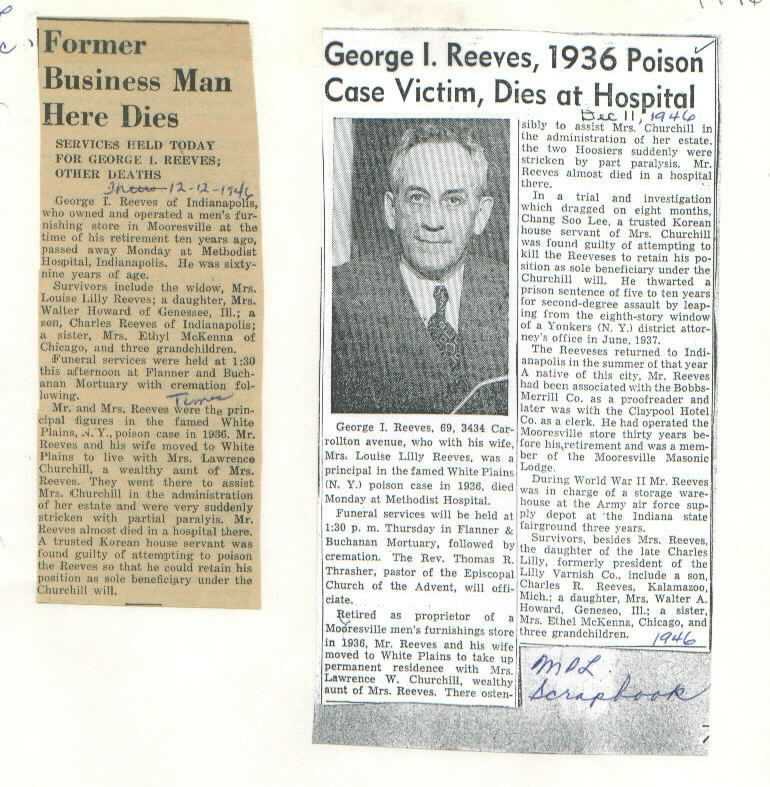 Former
Business Man
Here Dies
SERVICES HELD TODAY
FOR GEORGE I. REEVES;
OTHER DEATHS
12-12-1946
George I. Reeves of Indianapolis,
who owned and operated a men's fur-
nishing store in Mooresville at the
time of his retirement ten years ago,
passed away Monday at Methodist
Hospital, Indianapolis. He was sixty-
nine years of age.
Survivors include the widow, Mrs.
Louise Lilly Reeves; a daughter, Mrs.
Walter Howard of Genessee, Ill.; a
son, Charles Reeves of Indianapolis;
a sister, Mrs. Ethyl McKenna of
Chicago, and three grandchildren.
Funeral services were held at 1:30
this afternoon at Flanner and Buch-
anan Mortuary with cremation fol-
lowing.
Times
Mr. and Mrs. Reeves were the prin-
cipal figures in the famed White
Plains, N.Y., poison case in 1936. Mr.
Reeves and his wife moved to White
Plains to live with Mrs. Lawrence
Churchill, a wealthy aunt of Mrs.
Reeves. They went there to assist
Mrs. Churchill in the administration
of her estate and were very suddenly
stricken with partial paralyis. Mr.
Reeves almost died in a hospital there.
A trusted Korean house servant was
found guilty of attempting to poison
the Reeves so that he could retain his
position as sole beneficiary under the
Churchill will.
George I. Reeves, 1936 Poison
Case Victim, Dies at Hospital
Dec 11, 1946
George I. Reeves, 69, 3434 Car-
rollton avenue, who with his wife,
Mrs. Louise Lilly Reeves, was a
principal in the famed White Plains
(N. Y.) poison case in 1936, died
Monday at Methodist Hospital.
Funeral services will be held at
1:30 p. m. Thursday in Flanner &
Buchanan Mortuary, followed by
cremation. The Rev. Thomas R.
Thrasher, pastor of the Episcopal
Church of the Advent, will offi-
ciate.
Retired as proprietor of a
Mooresville men's furnishings store
in 1936, Mr. Reeves and his wife
moved to White Plains to take up
permanent residence with Mrs.
Lawrence W. Churchill, wealthy
aunt of Mrs. Reeves. There osten-
sibly to assist Mrs. Churchill in
the administration of her estate,
the two Hoosiers suddenly were
stricken by part paralysis. Mr.
Reeves almost died in a hospital
there.
In a trial and investigation
which dragged on eight months,
Chang Soo Lee, a trusted Korean
house servant of Mrs. Churchill
was found guilty of attempting to
kill the Reeveses to retain his po-
sition as sole beneficiary under the
Churchill will. He thwarted a
prison sentence of five to ten years
for second-degree assault by leap-
ing from the eighth-story window
of a Yonkers (N. Y.) district attor-
ney's office in June, 1937.
The Reeveses returned to Indi-
anapolis in the summer of that year
A native of this city, Mr. Reeves
had been associated with the Bobbs-
Merrill Co. as a proofreader and
later was with the Claypool Hotel
Co. as a clerk. He had operated the
Mooresville store thirty years be-
fore his retirement and was a mem-
ber of the Mooresville Masonic
Lodge.
During World War II Mr. Reeves
was in charge of a storage ware-
house at the Army air force sup-
ply depot at the Indiana state
fairground three years.
Survivors, besides Mrs. Reeves,
the daughter of the late Charles
Lilly, formerly president of the
Lilly Varnish Co., include a son,
Charles R. Reeves, Kalamazoo,
Mich.; a daughter, Mrs. Walter A.
Howard, Geneseo, Ill.; a sister,
Mrs. Ethel McKenna, Chicago, and
three grandchildren.
1946
MPL
Scrapbook